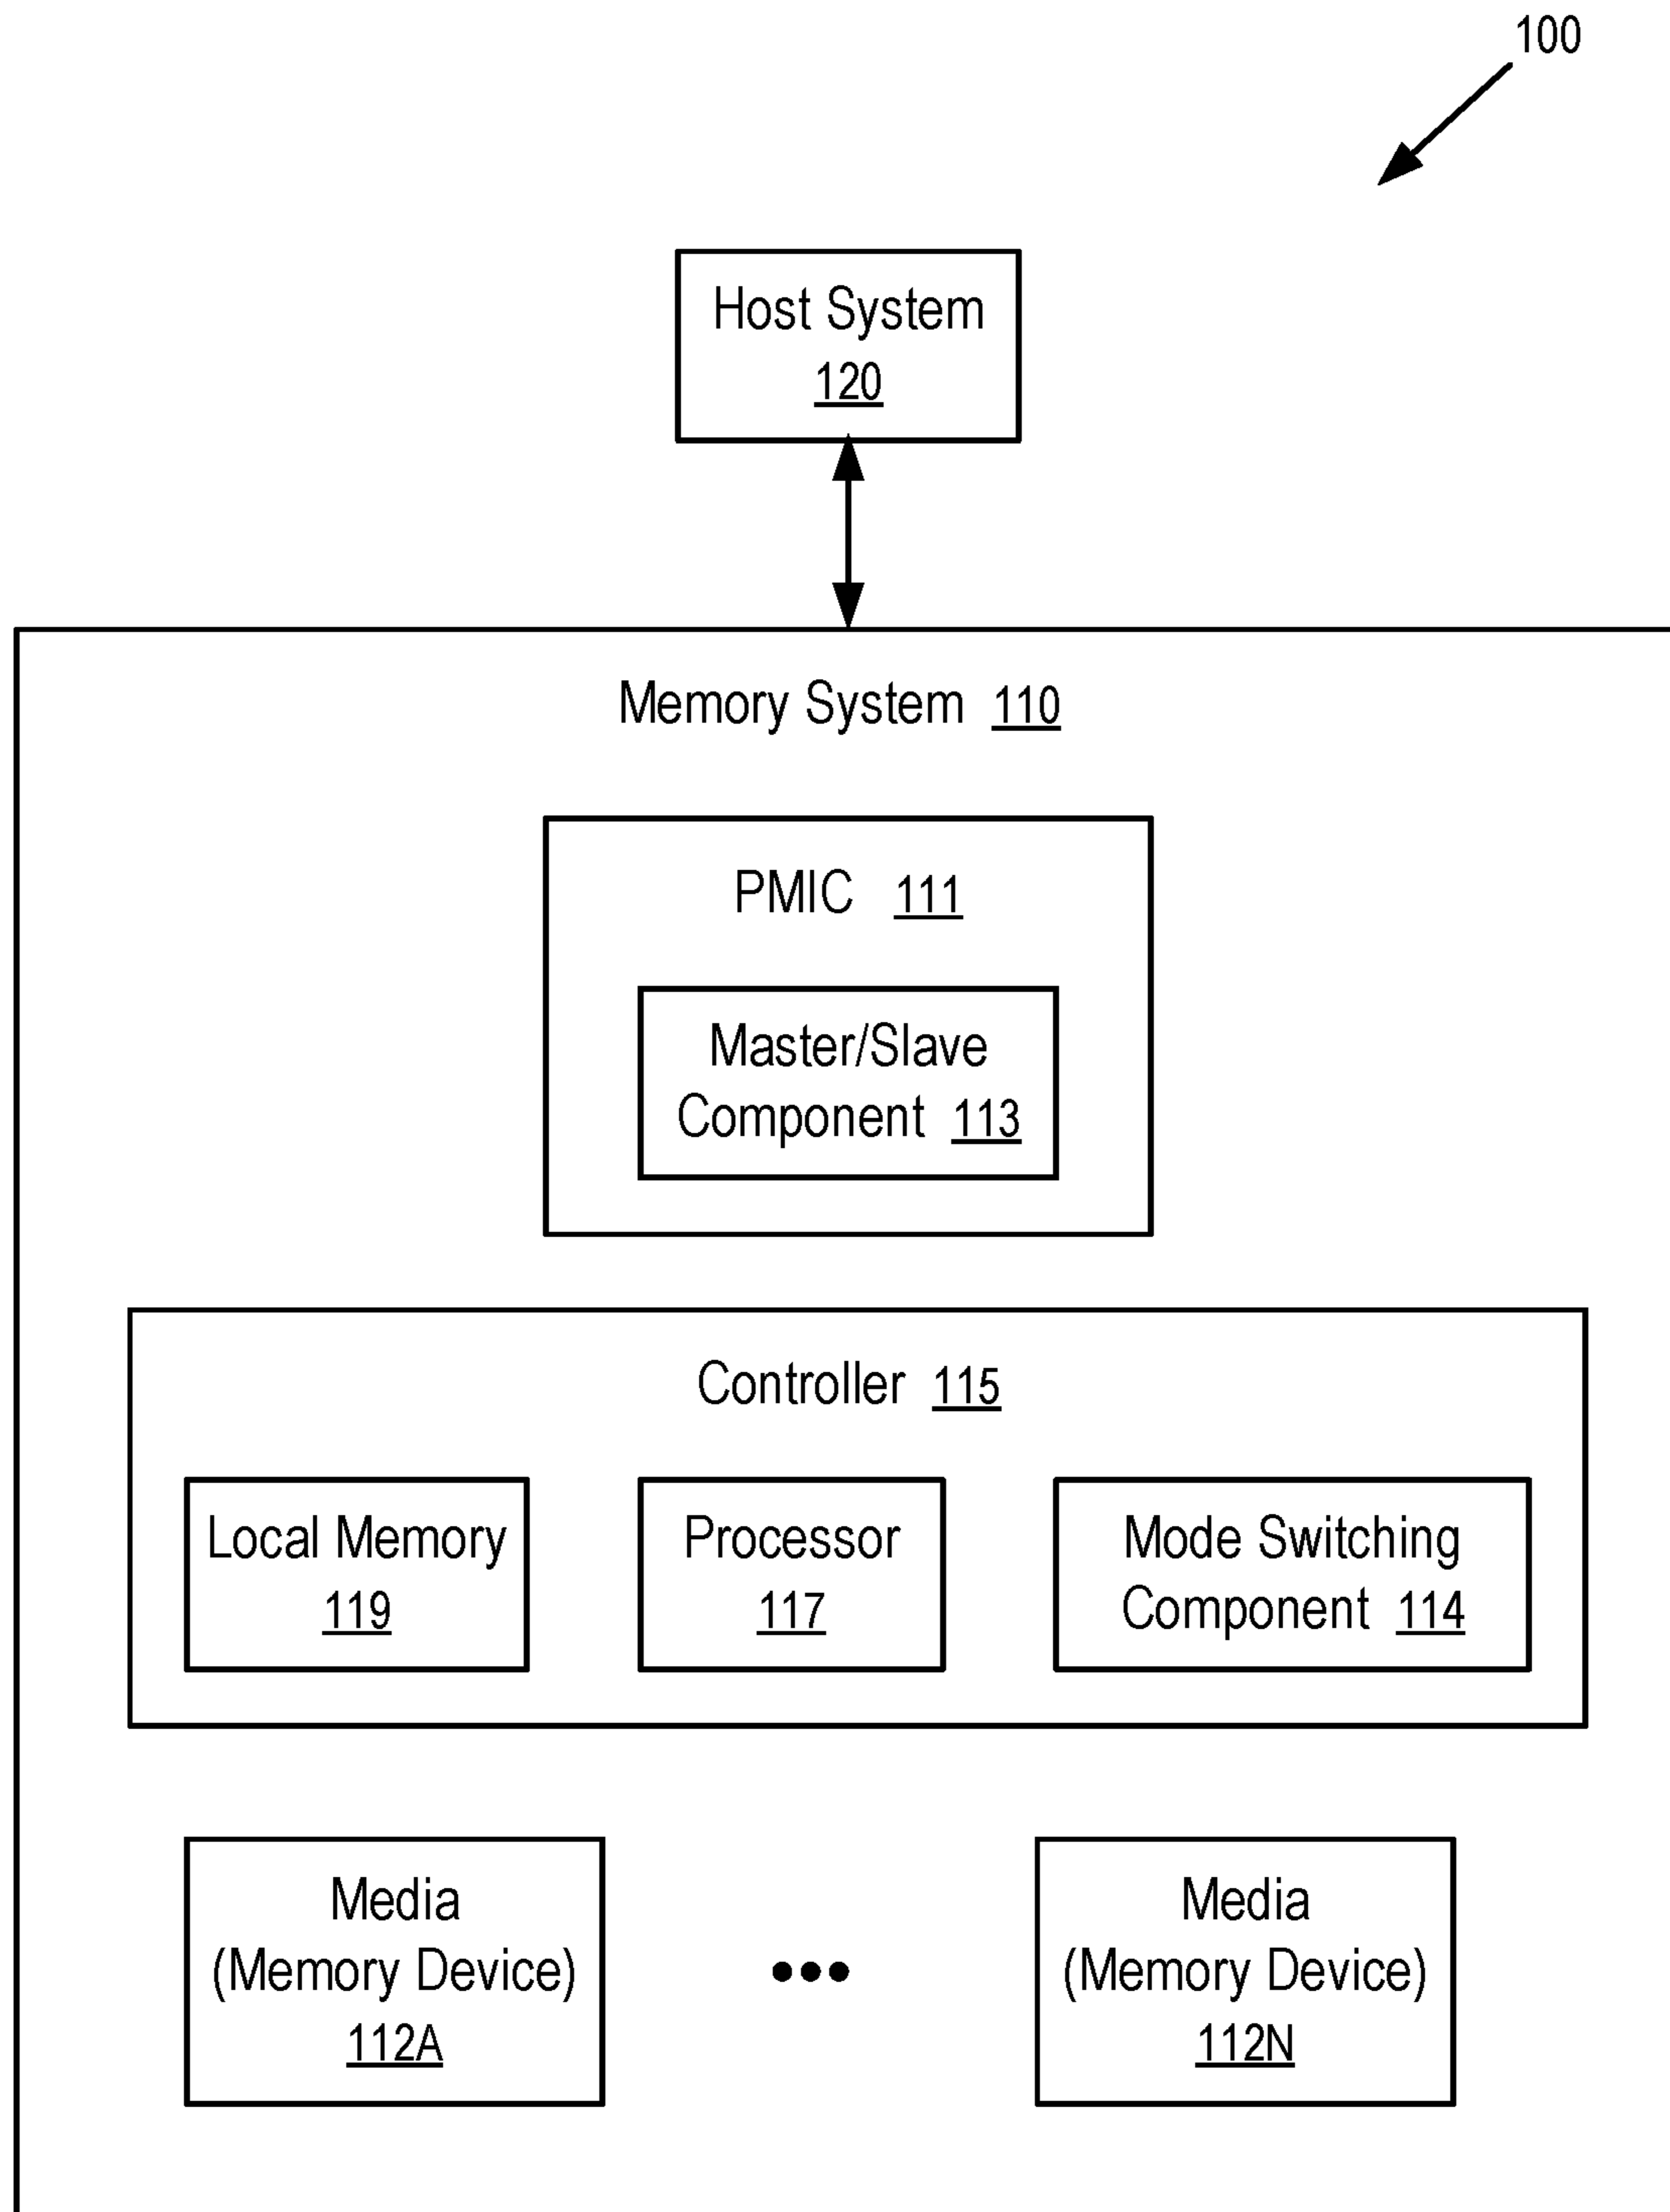 100
Host System
120
Memory System 110
PMIC 111
Master/Slave
Component 113
Controller 115
Local Memory
119
Processor
117
Mode Switching
Component 114
Media
(Memory Device)
112A
Media
(Memory Device)
112N